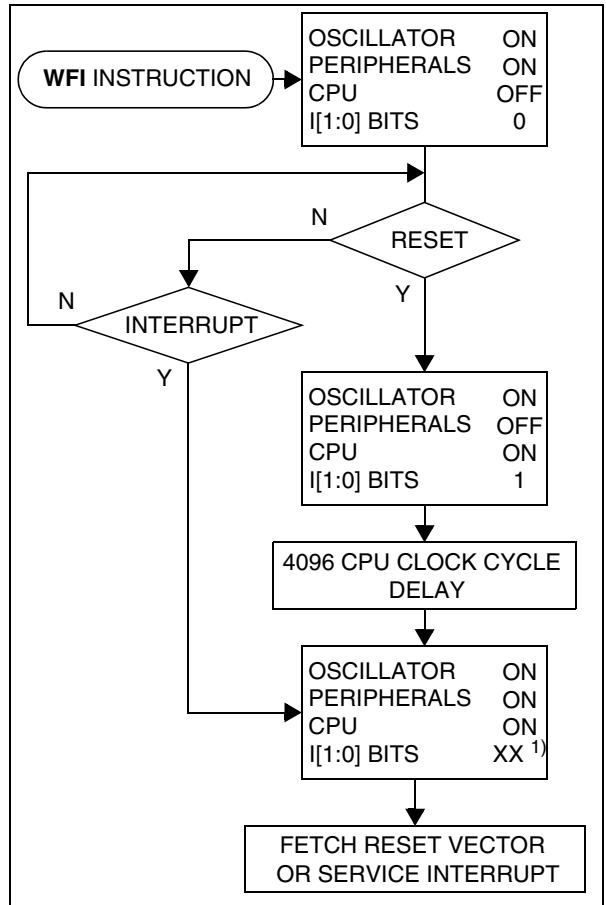 WFI INSTRUCTION
OSCILLATOR ON
PERIPHERALS ON
CPU OFF
I[1:0] BITS 0
N
RESET
Y
N
INTERRUPT
Y
OSCILLATOR ON
PERIPHERALS OFF
CPU ON
I[1:0] BITS 1
4096 CPU CLOCK CYCLE
DELAY
OSCILLATOR ON
PERIPHERALS ON
CPU ON
I[1:0] BITS XX 1)
FETCH RESET VECTOR
OR SERVICE INTERRUPT